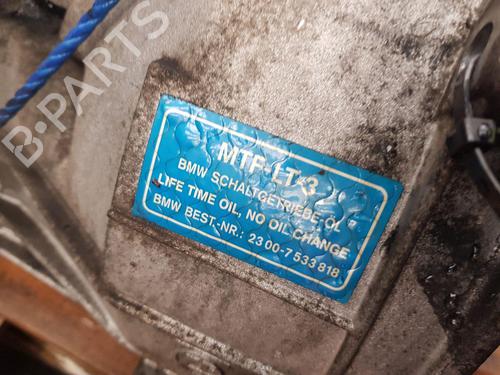 B-PARTS
MTF-LT-3
BMW SCHALTGETRIEBE-ÖL
LIFE TIME OIL, NO OIL CHANGE
BMW BEST.-NR.: 23 00-7 533 818